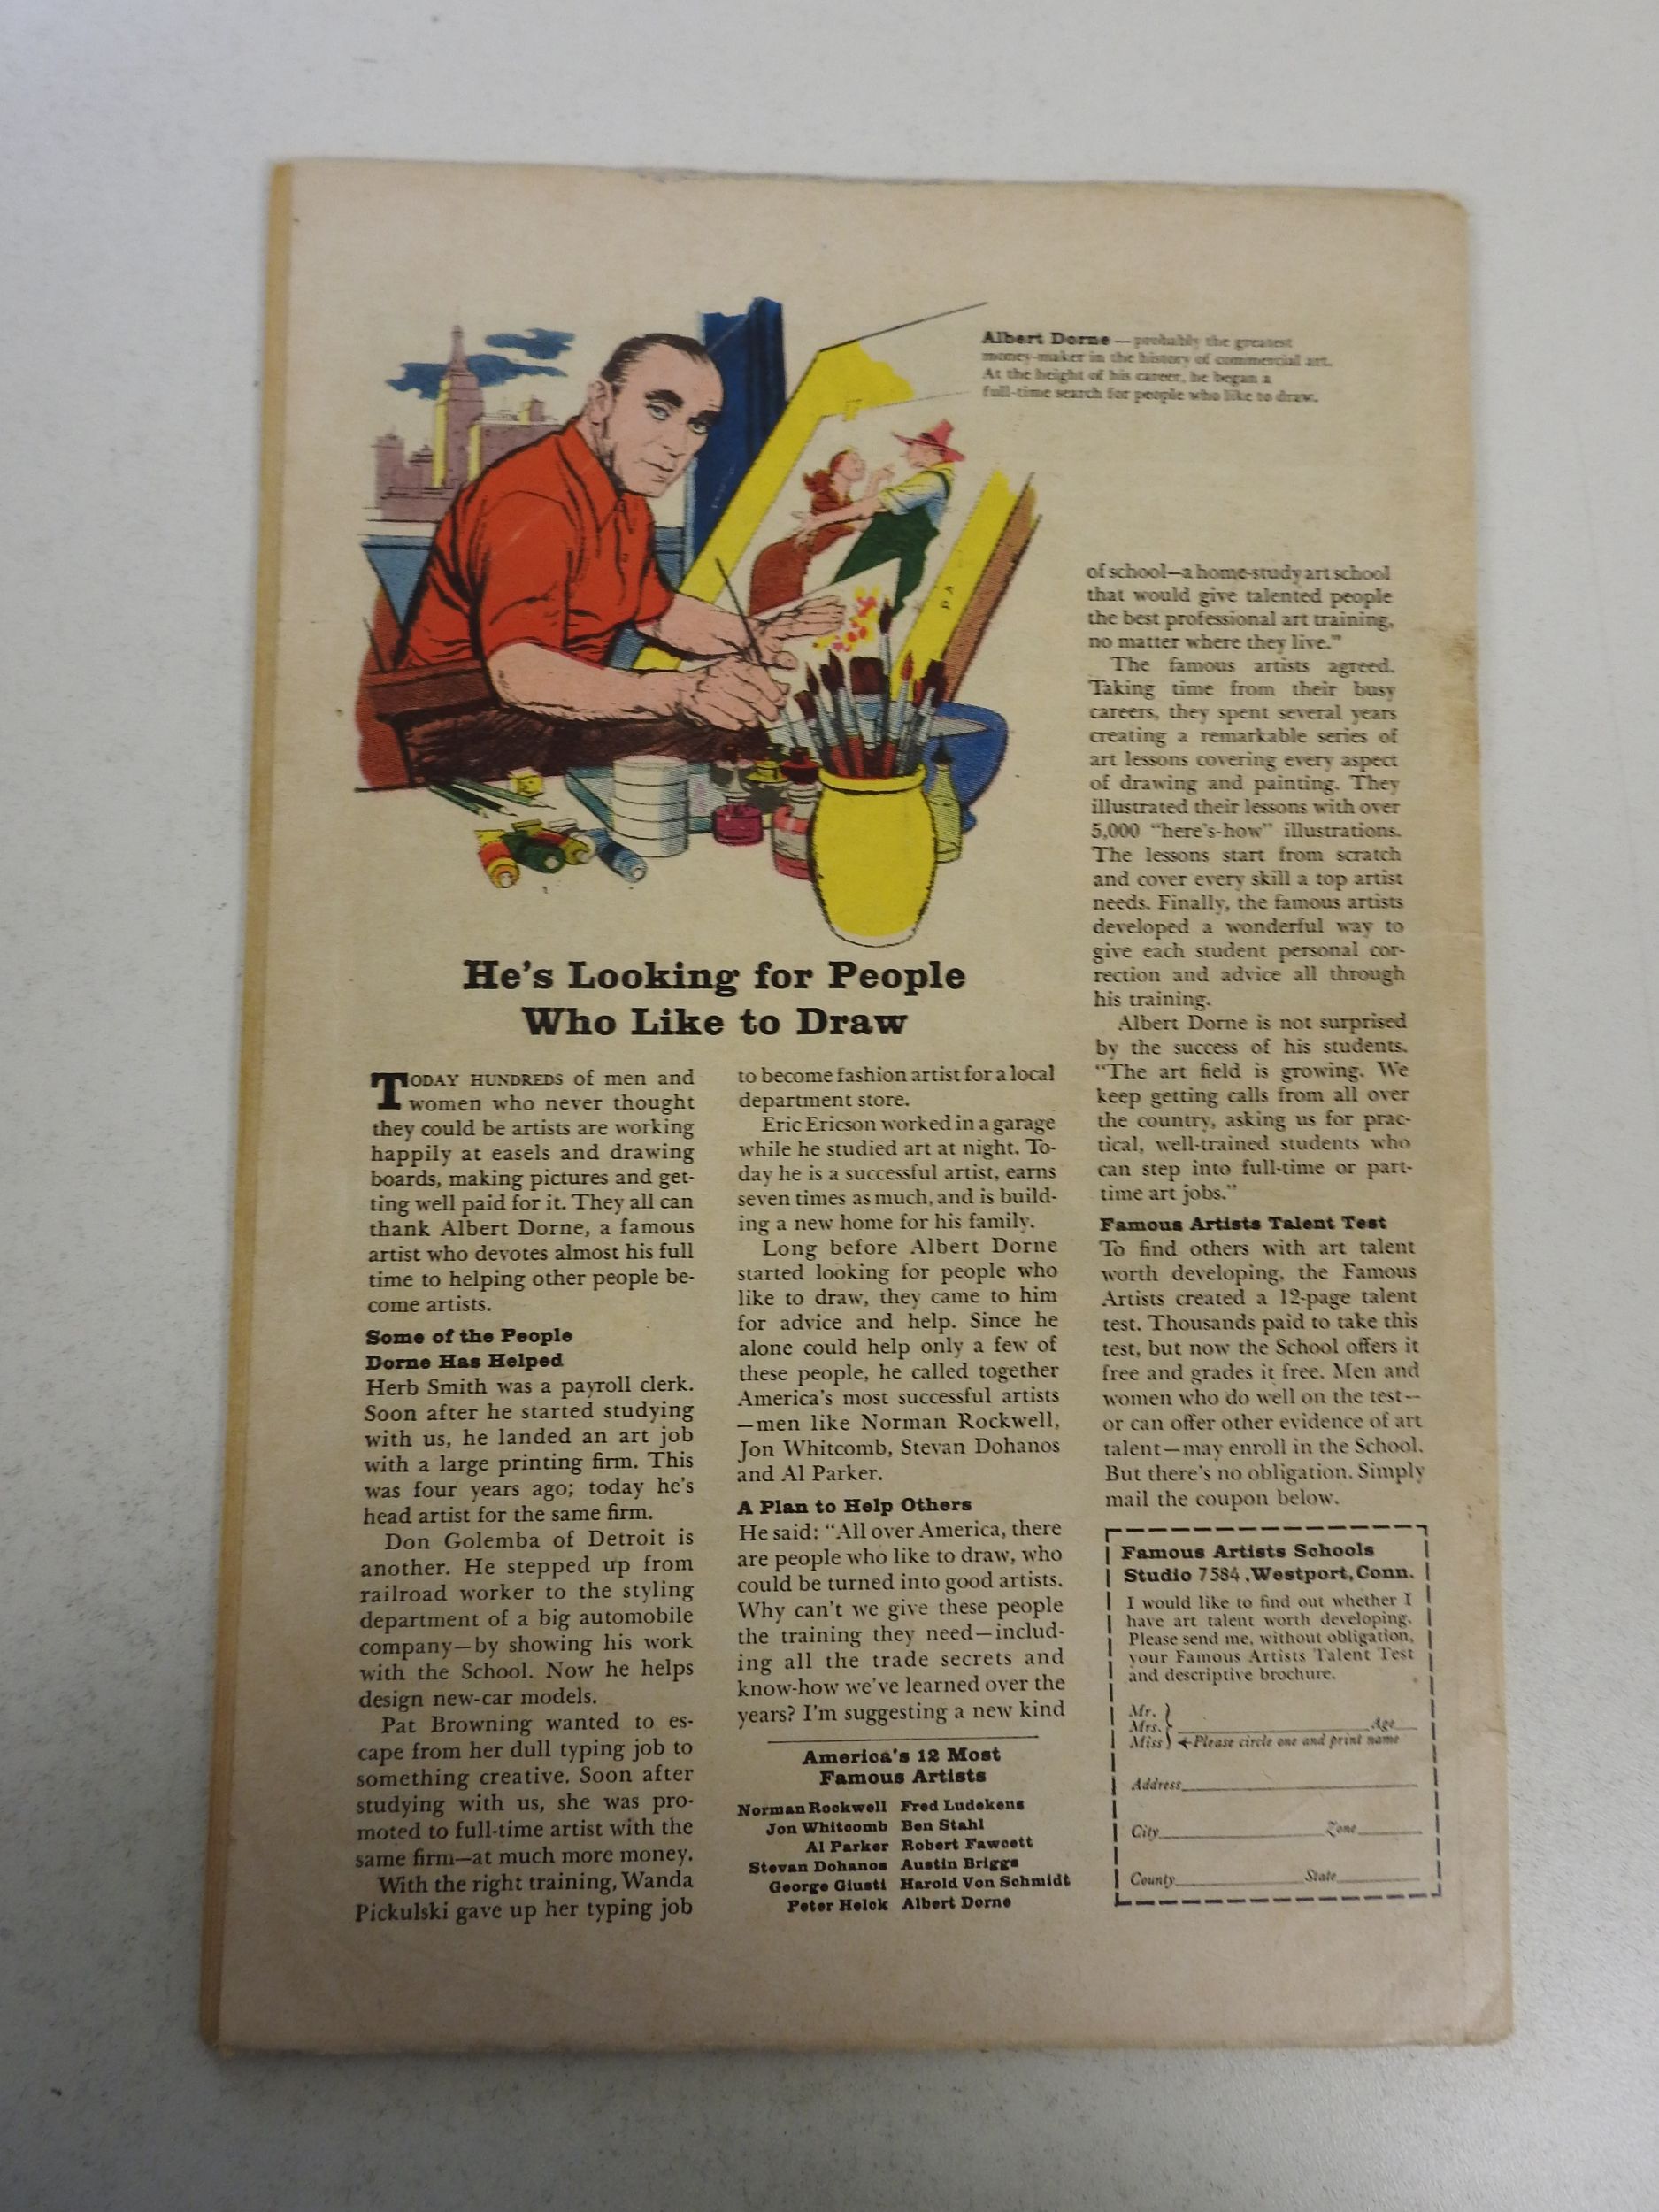 Albert Dorne — probably the greatest
money-maker in the history of commercial art.
At the height of his career, he began a
full-time search for people who like to draw.
He's Looking for People
Who Like to Draw
TODAY HUNDREDS of men and
women who never thought
they could be artists are working
happily at easels and drawing
boards, making pictures and get-
ting well paid for it. They all can
thank Albert Dorne, a famous
artist who devotes almost his full
time to helping other people be-
come artists.
Some of the People
Dorne Has Helped
Herb Smith was a payroll clerk.
Soon after he started studying
with us, he landed an art job
with a large printing firm. This
was four years ago; today he's
head artist for the same firm.
Don Golemba of Detroit is
another. He stepped up from
railroad worker to the styling
department of a big automobile
company—by showing his work
with the School. Now he helps
design new-car models.
Pat Browning wanted to es-
cape from her dull typing job to
something creative. Soon after
studying with us, she was pro-
moted to full-time artist with the
same firm—at much more money.
With the right training, Wanda
Pickulski gave up her typing job
to become fashion artist for a local
department store.
Eric Ericson worked in a garage
while he studied art at night. To-
day he is a successful artist, earns
seven times as much, and is build-
ing a new home for his family.
Long before Albert Dorne
started looking for people who
like to draw, they came to him
for advice and help. Since he
alone could help only a few of
these people, he called together
America's most successful artists
—men like Norman Rockwell,
Jon Whitcomb, Stevan Dohanos
and Al Parker.
A Plan to Help Others
He said: "All over America, there
are people who like to draw, who
could be turned into good artists.
Why can't we give these people
the training they need—includ-
ing all the trade secrets and
know-how we've learned over the
years? I'm suggesting a new kind
America's 12 Most
Famous Artists
Norman Rockwell Fred Ludekens
Jon Whitcomb Ben Stahl
Al Parker Robert Fawcett
Stevan Dohanos Austin Briggs
George Giusti Harold Von Schmidt
Peter Helck Albert Dorne
of school—a home-study art school
that would give talented people
the best professional art training,
no matter where they live."
The famous artists agreed.
Taking time from their busy
careers, they spent several years
creating a remarkable series of
art lessons covering every aspect
of drawing and painting. They
illustrated their lessons with over
5,000 "here's-how" illustrations.
The lessons start from scratch
and cover every skill a top artist
needs. Finally, the famous artists
developed a wonderful way to
give each student personal cor-
rection and advice all through
his training.
Albert Dorne is not surprised
by the success of his students.
"The art field is growing. We
keep getting calls from all over
the country, asking us for prac-
tical, well-trained students who
can step into full-time or part-
time art jobs."
Famous Artists Talent Test
To find others with art talent
worth developing, the Famous
Artists created a 12-page talent
test. Thousands paid to take this
test, but now the School offers it
free and grades it free. Men and
women who do well on the test—
or can offer other evidence of art
talent—may enroll in the School.
But there's no obligation. Simply
mail the coupon below.
Famous Artists Schools
Studio 7584, Westport, Conn.
I would like to find out whether I
have art talent worth developing.
Please send me, without obligation,
your Famous Artists Talent Test
and descriptive brochure.
Mr.
Mrs. Age
Miss ←Please circle one and print name
Address
City Zone
County State